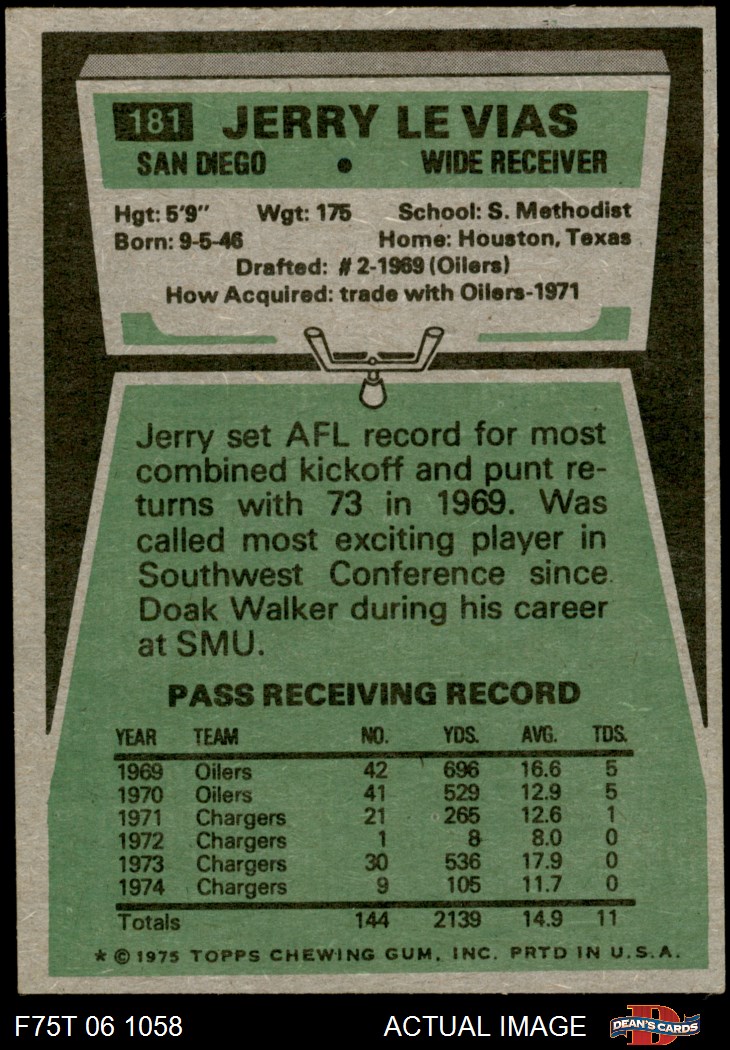 181 JERRY LE VIAS
SAN DIEGO • WIDE RECEIVER
Hgt: 5'9" Wgt: 175 School: S. Methodist
Born: 9-5-46 Home: Houston, Texas
Drafted: #2-1969 (Oilers)
How Acquired: trade with Oilers-1971
Jerry set AFL record for most
combined kickoff and punt re-
turns with 73 in 1969. Was
called most exciting player in
Southwest Conference since
Doak Walker during his career
at SMU.
PASS RECEIVING RECORD
YEAR TEAM NO. YDS. AVG. TDS.
1969 Oilers 42 696 16.6 5
1970 Oilers 41 529 12.9 5
1971 Chargers 21 265 12.6 1
1972 Chargers 1 8 8.0 0
1973 Chargers 30 536 17.9 0
1974 Chargers 9 105 11.7 0
Totals 144 2139 14.9 11
* © 1975 TOPPS CHEWING GUM, INC. PRTD IN U.S.A.
F75T 06 1058 ACTUAL IMAGE D DEAN'S CARDS